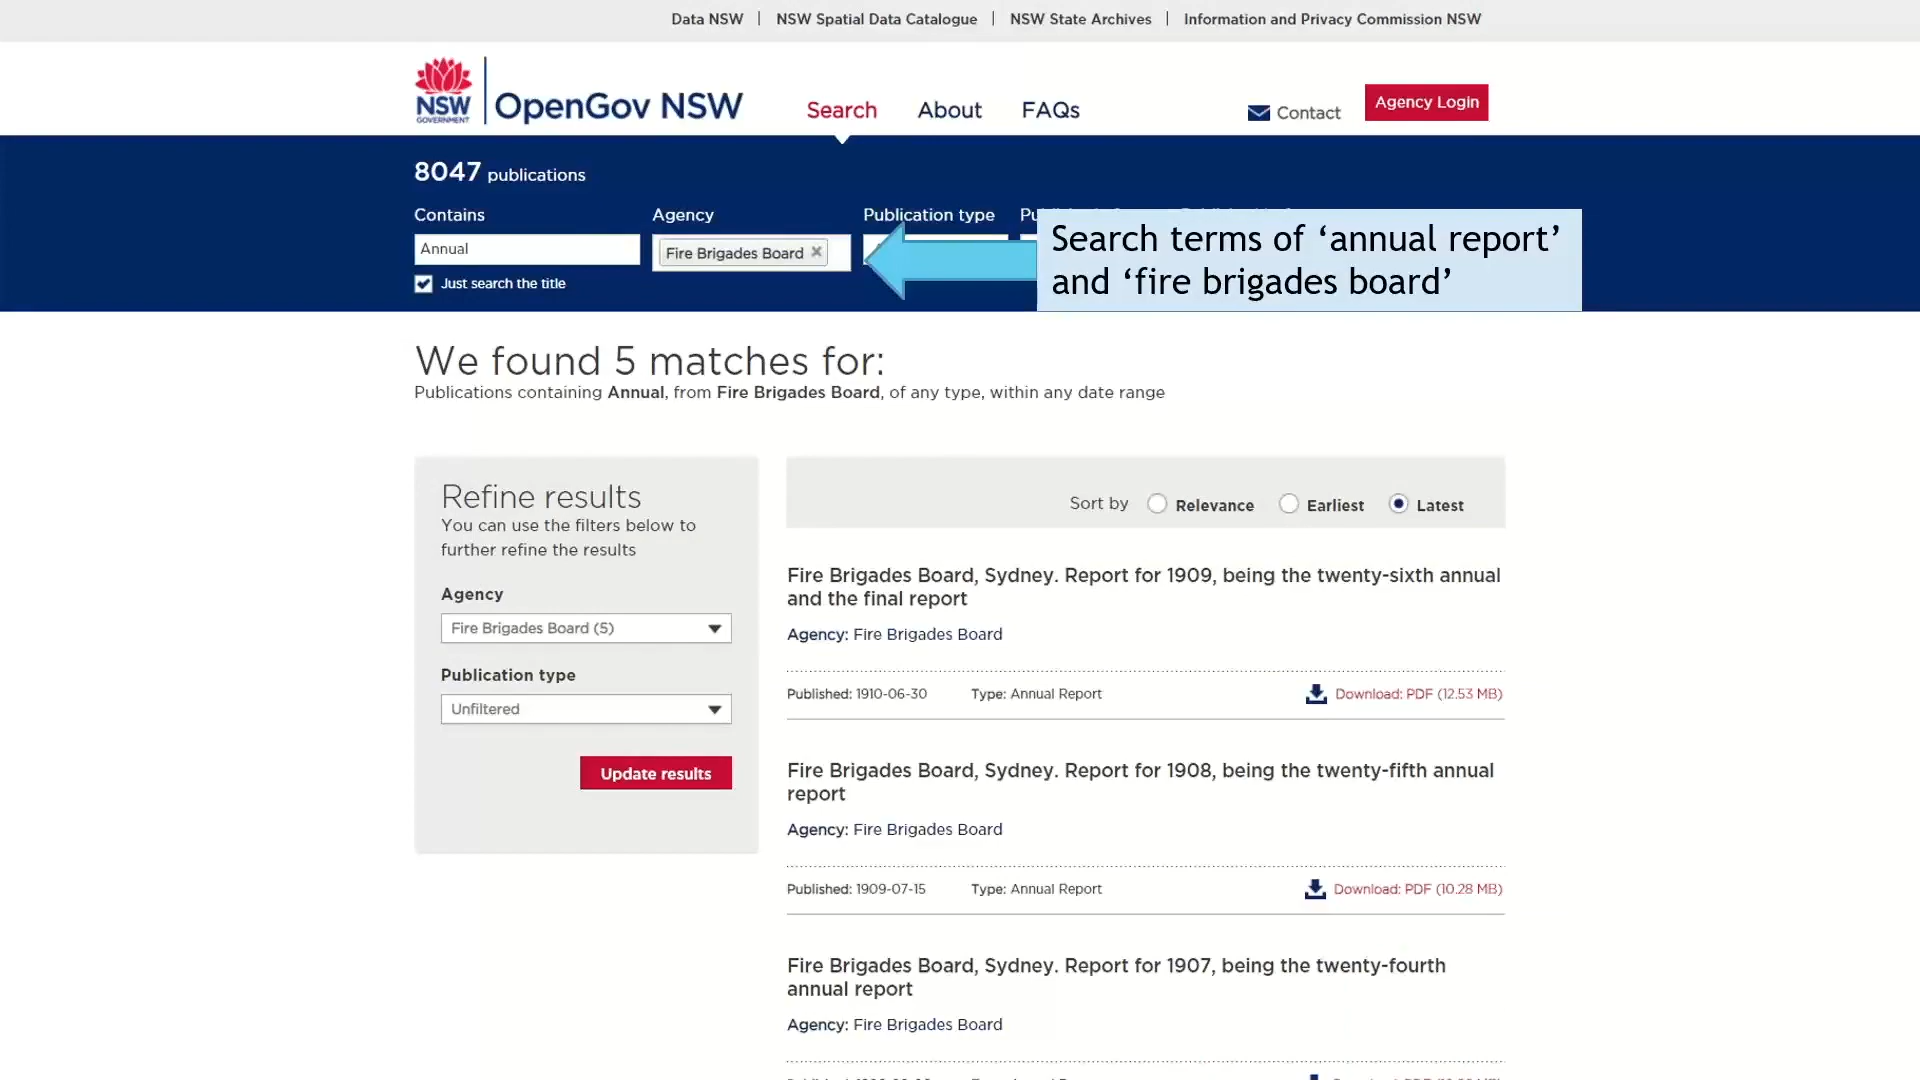 Data NSW | NSW Spatial Data Catalogue | NSW State Archives | Information and Privacy Commission NSW
NSW
GOVERNMENT
OpenGov NSW
Search About FAQs
Contact
Agency Login
8047 publications
Contains Agency Publication type
Annual
Fire Brigades Board ×
Just search the title
Search terms of ‘annual report’
and ‘fire brigades board’
We found 5 matches for:
Publications containing Annual, from Fire Brigades Board, of any type, within any date range
Refine results
You can use the filters below to
further refine the results
Agency
Fire Brigades Board (5)
Publication type
Unfiltered
Update results
Sort by Relevance Earliest Latest
Fire Brigades Board, Sydney. Report for 1909, being the twenty-sixth annual
and the final report
Agency: Fire Brigades Board
Published: 1910-06-30 Type: Annual Report Download: PDF (12.53 MB)
Fire Brigades Board, Sydney. Report for 1908, being the twenty-fifth annual
report
Agency: Fire Brigades Board
Published: 1909-07-15 Type: Annual Report Download: PDF (10.28 MB)
Fire Brigades Board, Sydney. Report for 1907, being the twenty-fourth
annual report
Agency: Fire Brigades Board